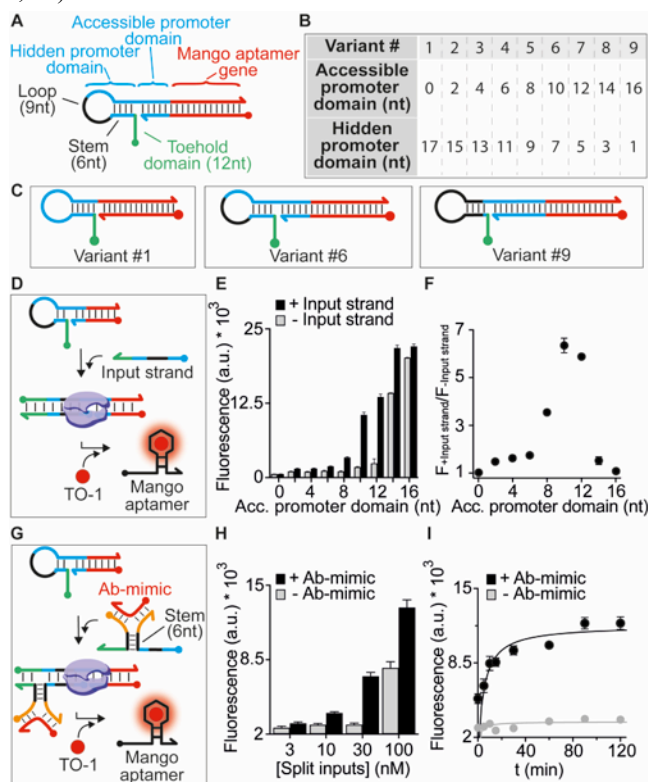 A
Accessible promoter
domain
Hidden promoter
domain
Mango aptamer
gene
Loop
(9nt)
Stem
(6nt)
Toehold
domain (12nt)
B
Variant # 1 2 3 4 5 6 7 8 9
Accessible
promoter
domain (nt)
0 2 4 6 8 10 12 14 16
Hidden
promoter
domain (nt)
17 15 13 11 9 7 5 3 1
C
Variant #1
Variant #6
Variant #9
D
Input strand
TO-1
Mango
aptamer
E
+ Input strand
- Input strand
Fluorescence (a.u.) * 10³
25
12.5
0
0 4 8 12 16
Acc. promoter domain (nt)
F
F+Input strand/F-Input strand
7
5
3
1
0 4 8 12 16
Acc. promoter domain (nt)
G
Ab-mimic
Stem
(6nt)
TO-1
Mango
aptamer
H
+ Ab-mimic
- Ab-mimic
Fluorescence (a.u.) * 10³
15
8.5
2
3 10 30 100
[Split inputs] (nM)
I
+ Ab-mimic
- Ab-mimic
Fluorescence (a.u.) * 10³
15
8.5
2
0 40 80 120
t (min)